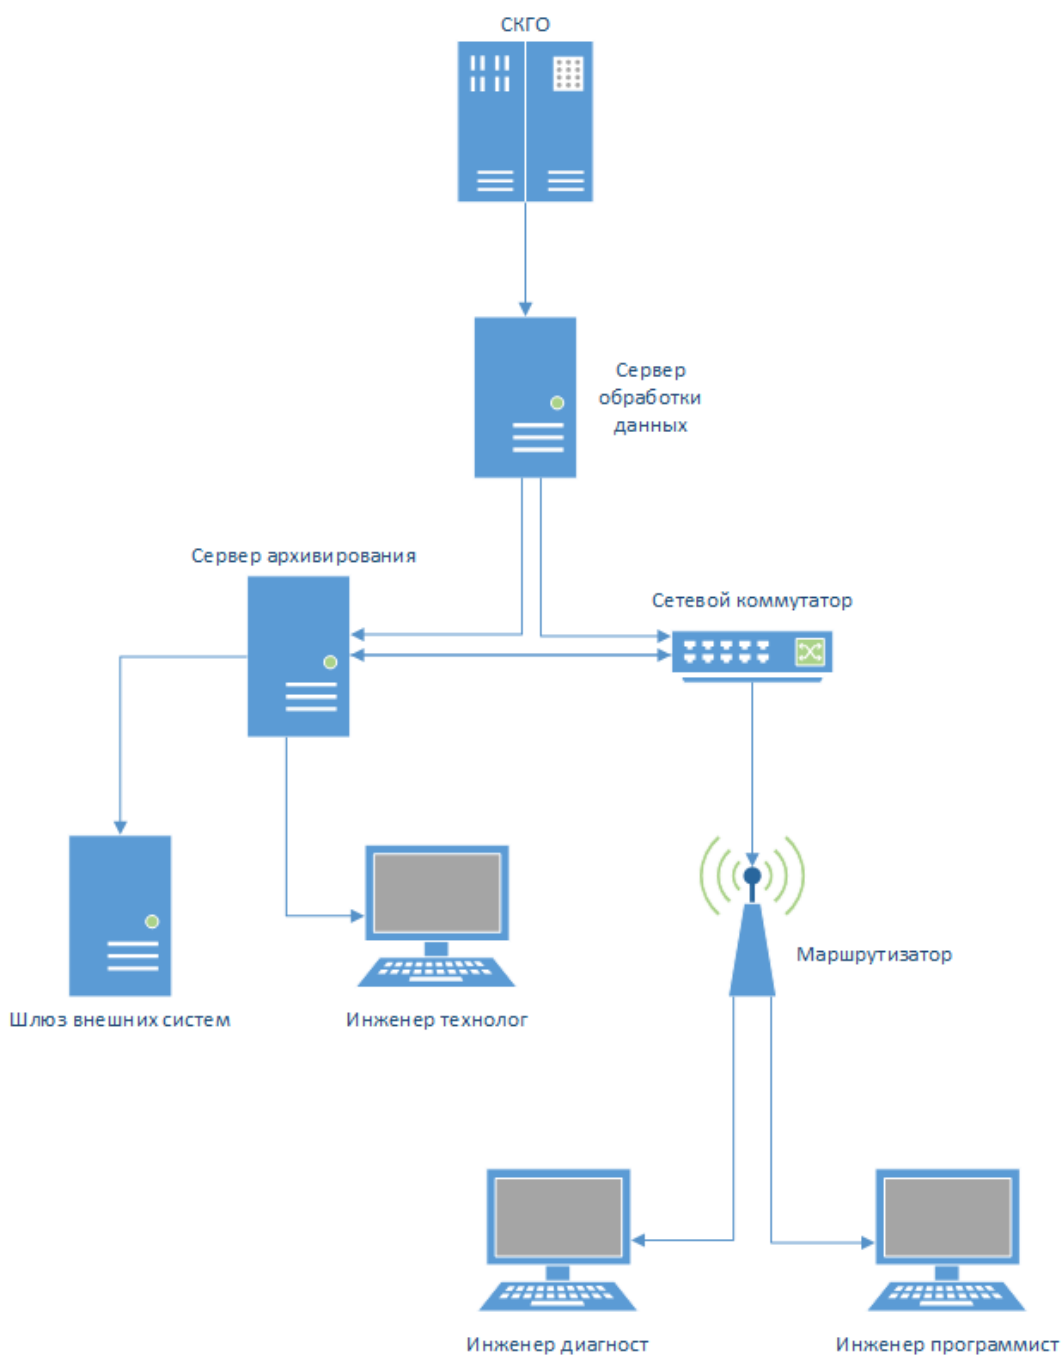 СКГО
Сервер
обработки
данных
Сервер архивирования
Сетевой коммутатор
Маршрутизатор
Шлюз внешних систем
Инженер технолог
Инженер диагност
Инженер программист